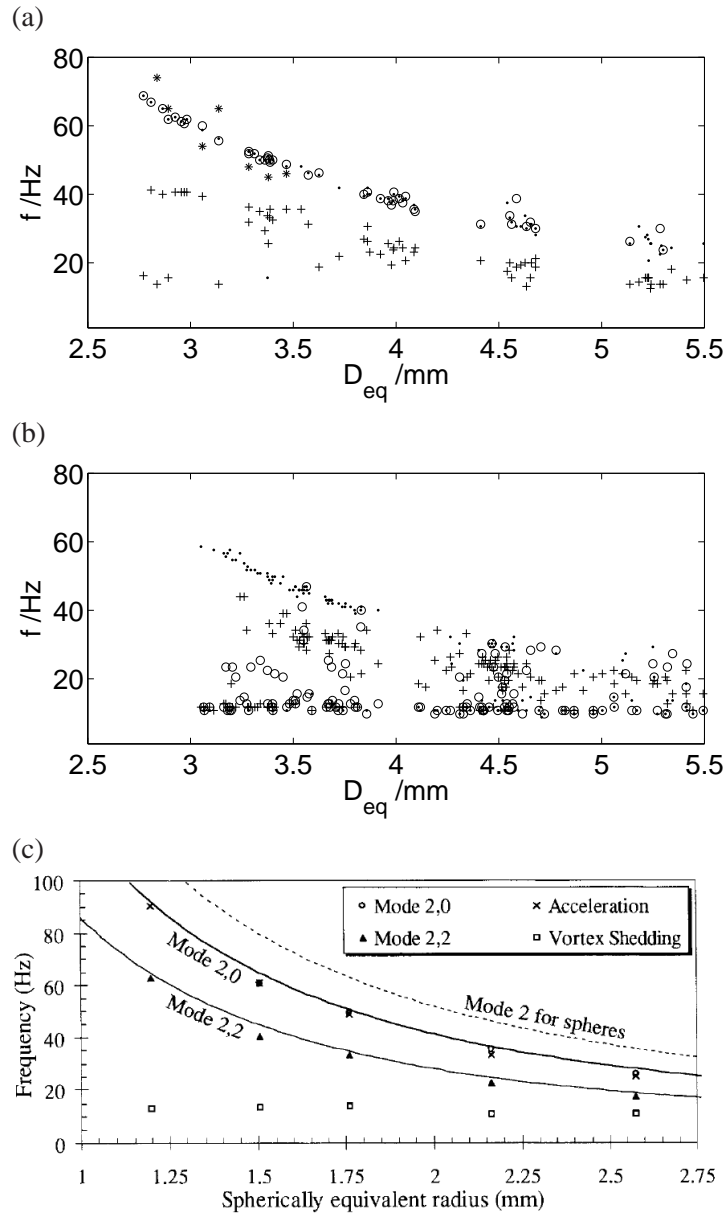 (a)
80
60
40
20
f /Hz
2.5 3 3.5 4 4.5 5 5.5
D_eq /mm
(b)
80
60
40
20
f /Hz
2.5 3 3.5 4 4.5 5 5.5
D_eq /mm
(c)
100
80
60
40
20
0
Frequency (Hz)
Mode 2,0 Acceleration
Mode 2,2 Vortex Shedding
Mode 2,0
Mode 2,2
Mode 2 for spheres
1 1.25 1.5 1.75 2 2.25 2.5 2.75
Spherically equivalent radius (mm)